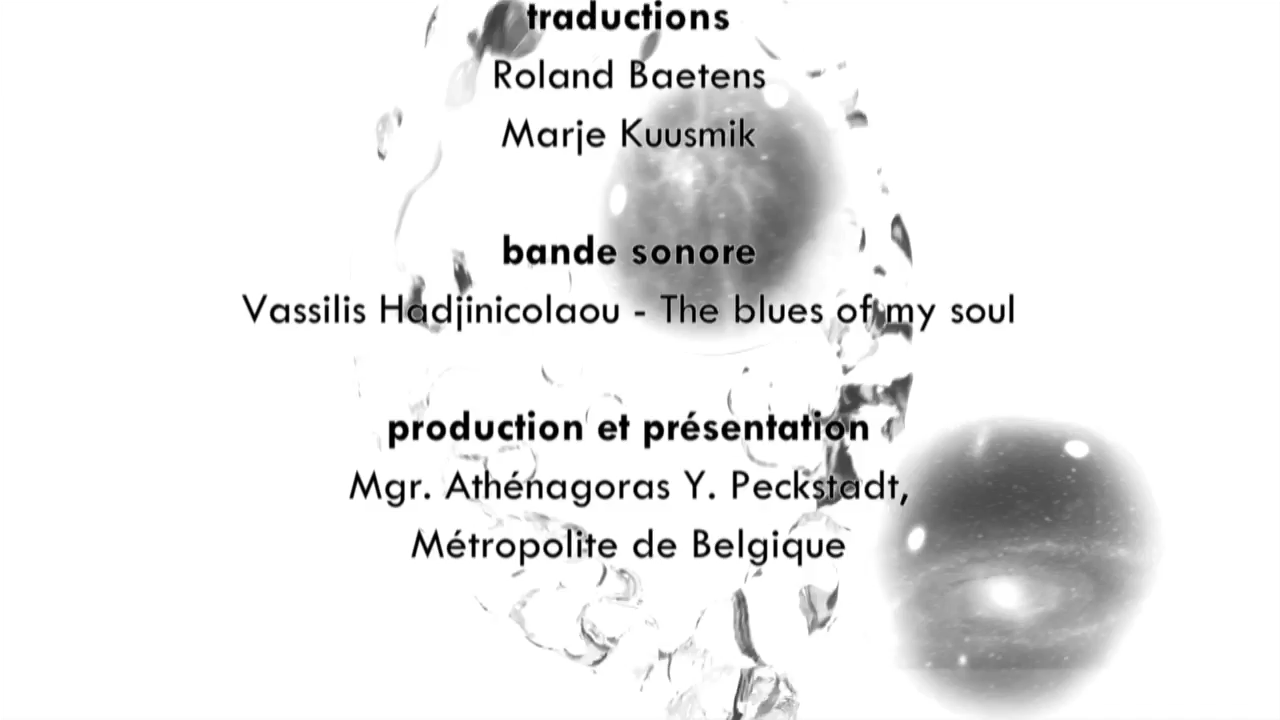 traductions
Roland Baetens
Marje Kuusmik
bande sonore
Vassilis Hadjinicolaou - The blues of my soul
production et présentation
Mgr. Athénagoras Y. Peckstadt,
Métropolite de Belgique